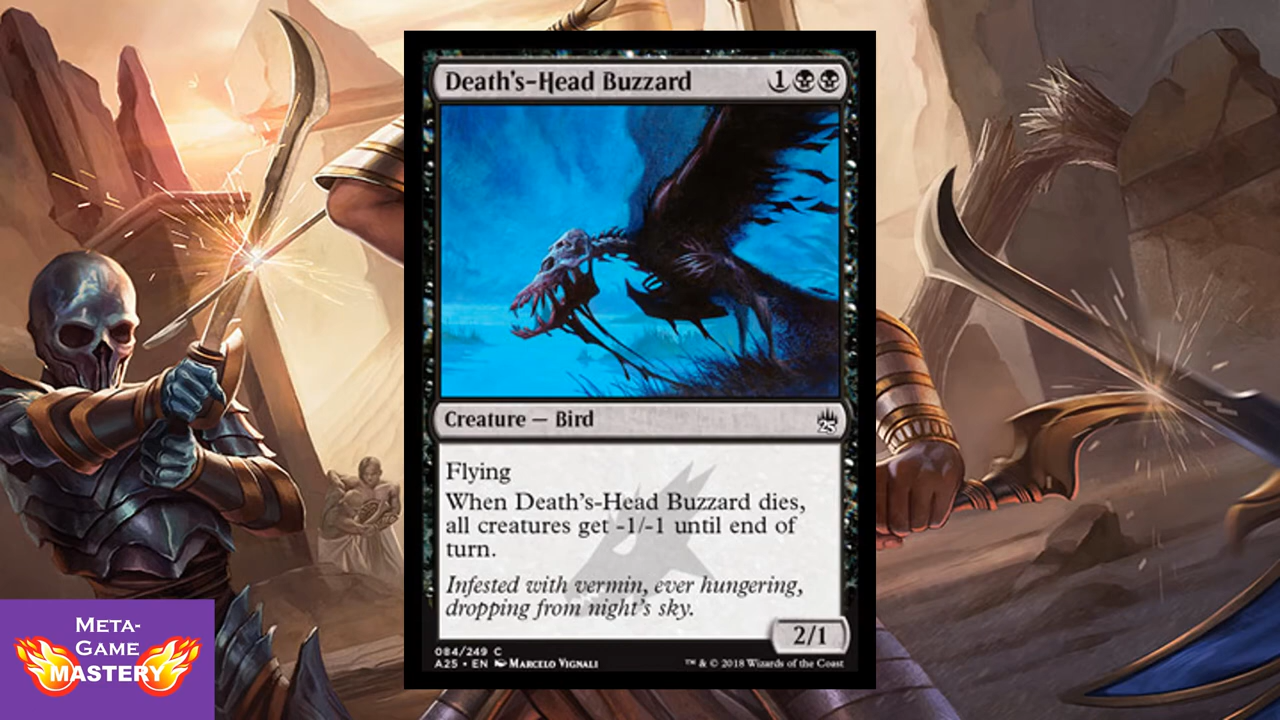 Death's-Head Buzzard 1
Creature — Bird
25
Flying
When Death's-Head Buzzard dies,
all creatures get -1/-1 until end of
turn.
Infested with vermin, ever hungering,
dropping from night's sky.
2/1
084/249 C
A25 • EN Marcelo Vignali
™ & © 2018 Wizards of the Coast
META-
GAME
MASTERY